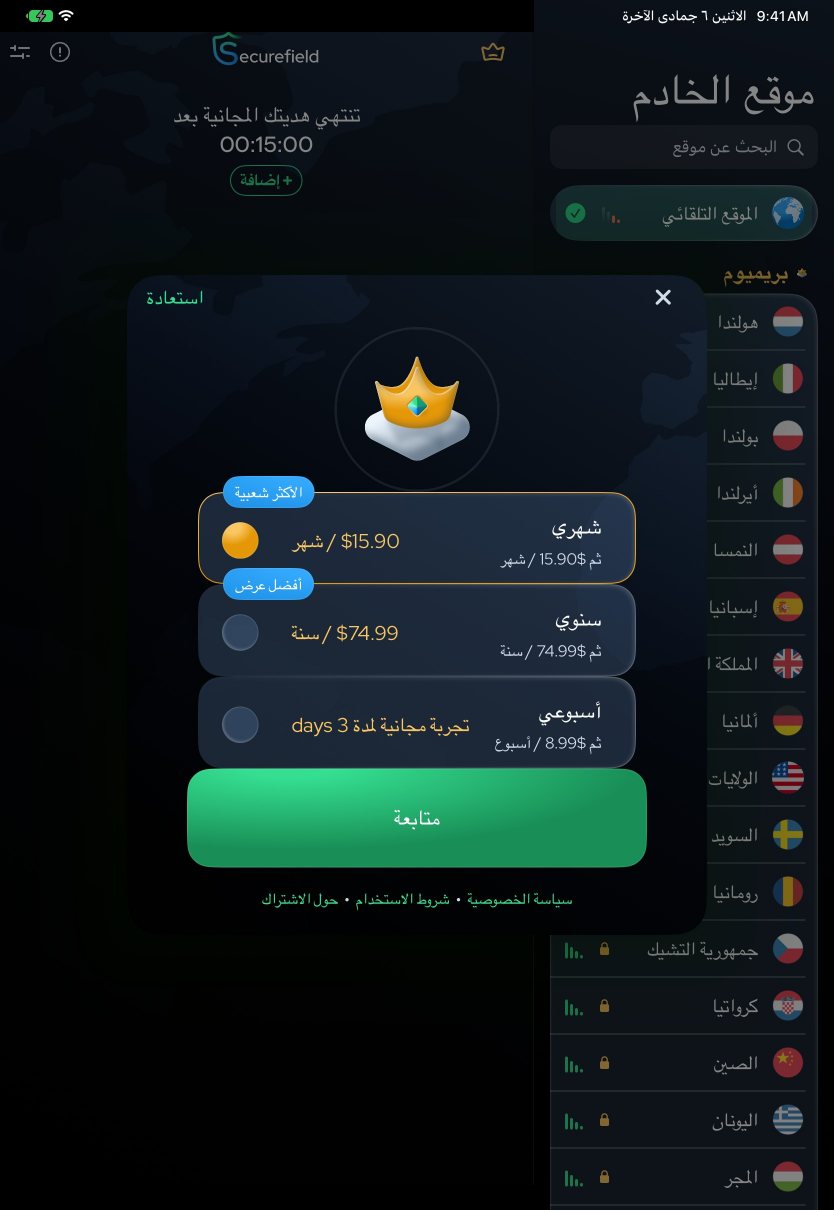 9:41 AM الاثنين ٦ جمادى الآخرة
Securefield
تنتهي هديتك المجانية بعد
00:15:00
+ إضافة
موقع الخادم
البحث عن موقع
الموقع التلقائي
بريميوم
هولندا
إيطاليا
بولندا
أيرلندا
النمسا
إسبانيا
المملكة ا
ألمانيا
الولايات
السويد
رومانيا
جمهورية التشيك
كرواتيا
الصين
اليونان
المجر
استعادة
الأكثر شعبية
شهري
$15.90 / شهر
ثم 15.90$ / شهر
أفضل عرض
سنوي
$74.99 / سنة
ثم 74.99$ / سنة
أسبوعي
تجربة مجانية لمدة 3 days
ثم 8.99$ / أسبوع
متابعة
سياسة الخصوصية • شروط الاستخدام • حول الاشتراك